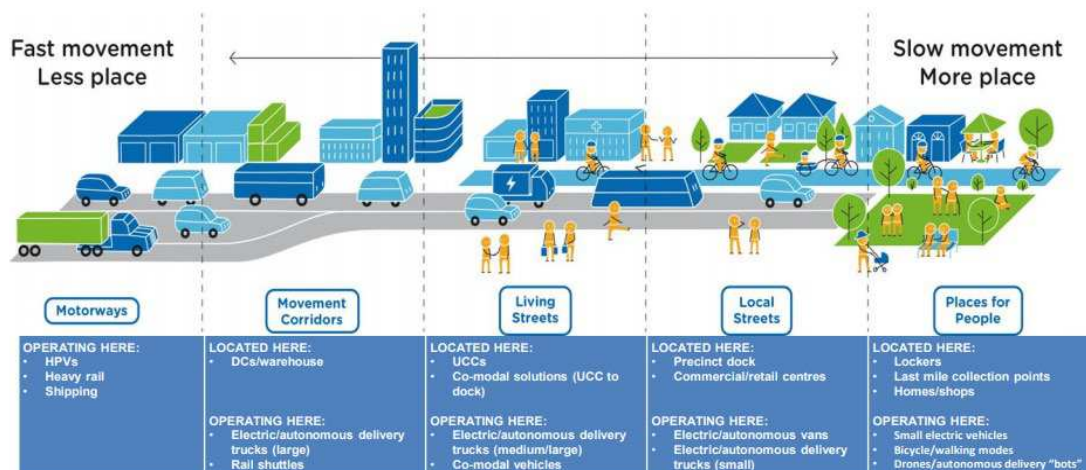 Fast movement
Less place
Slow movement
More place
Motorways
Movement
Corridors
Living
Streets
Local
Streets
Places for
People
OPERATING HERE:
• HPVs
• Heavy rail
• Shipping
LOCATED HERE:
• DCs/warehouse
OPERATING HERE:
• Electric/autonomous delivery
trucks (large)
• Rail shuttles
LOCATED HERE:
• UCCs
• Co-modal solutions (UCC to
dock)
OPERATING HERE:
• Electric/autonomous delivery
trucks (medium/large)
• Co-modal vehicles
LOCATED HERE:
• Precinct dock
• Commercial/retail centres
OPERATING HERE:
• Electric/autonomous vans
• Electric/autonomous delivery
trucks (small)
LOCATED HERE:
• Lockers
• Last mile collection points
• Homes/shops
OPERATING HERE:
• Small electric vehicles
• Bicycle/walking modes
• Drones/autonomous delivery “bots”